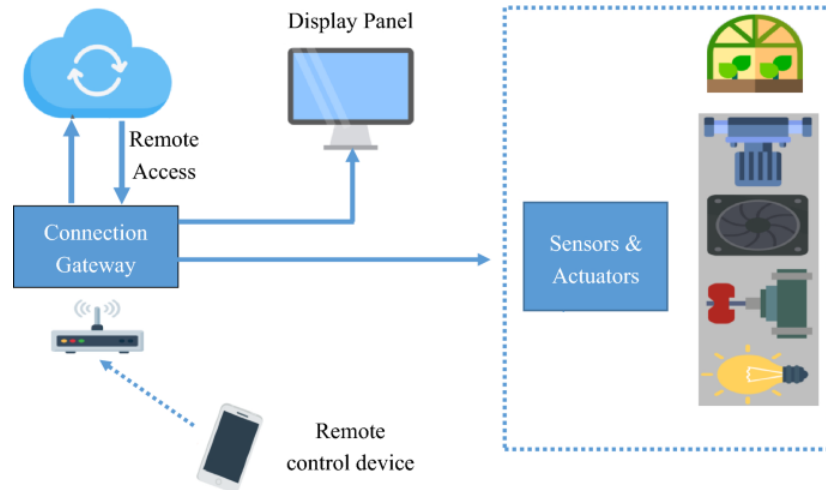 Display Panel
Remote
Access
Connection
Gateway
Sensors &
Actuators
Remote
control device